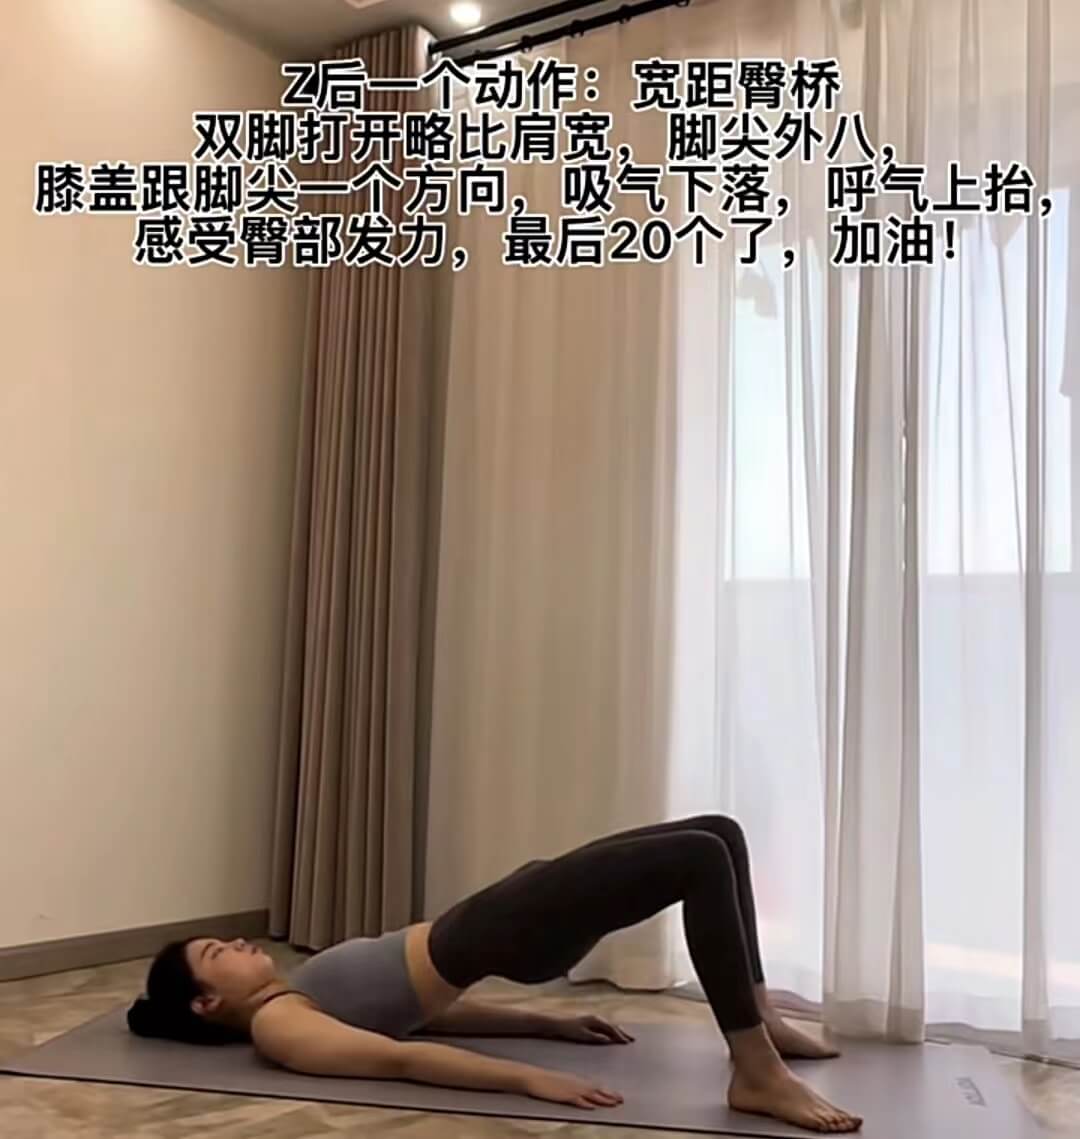 Z后一个动作：宽距臀桥
双脚打开略比肩宽，脚尖外八，
膝盖跟脚尖一个方向，吸气下落，呼气上抬，
感受臀部发力，最后20个了，加油！